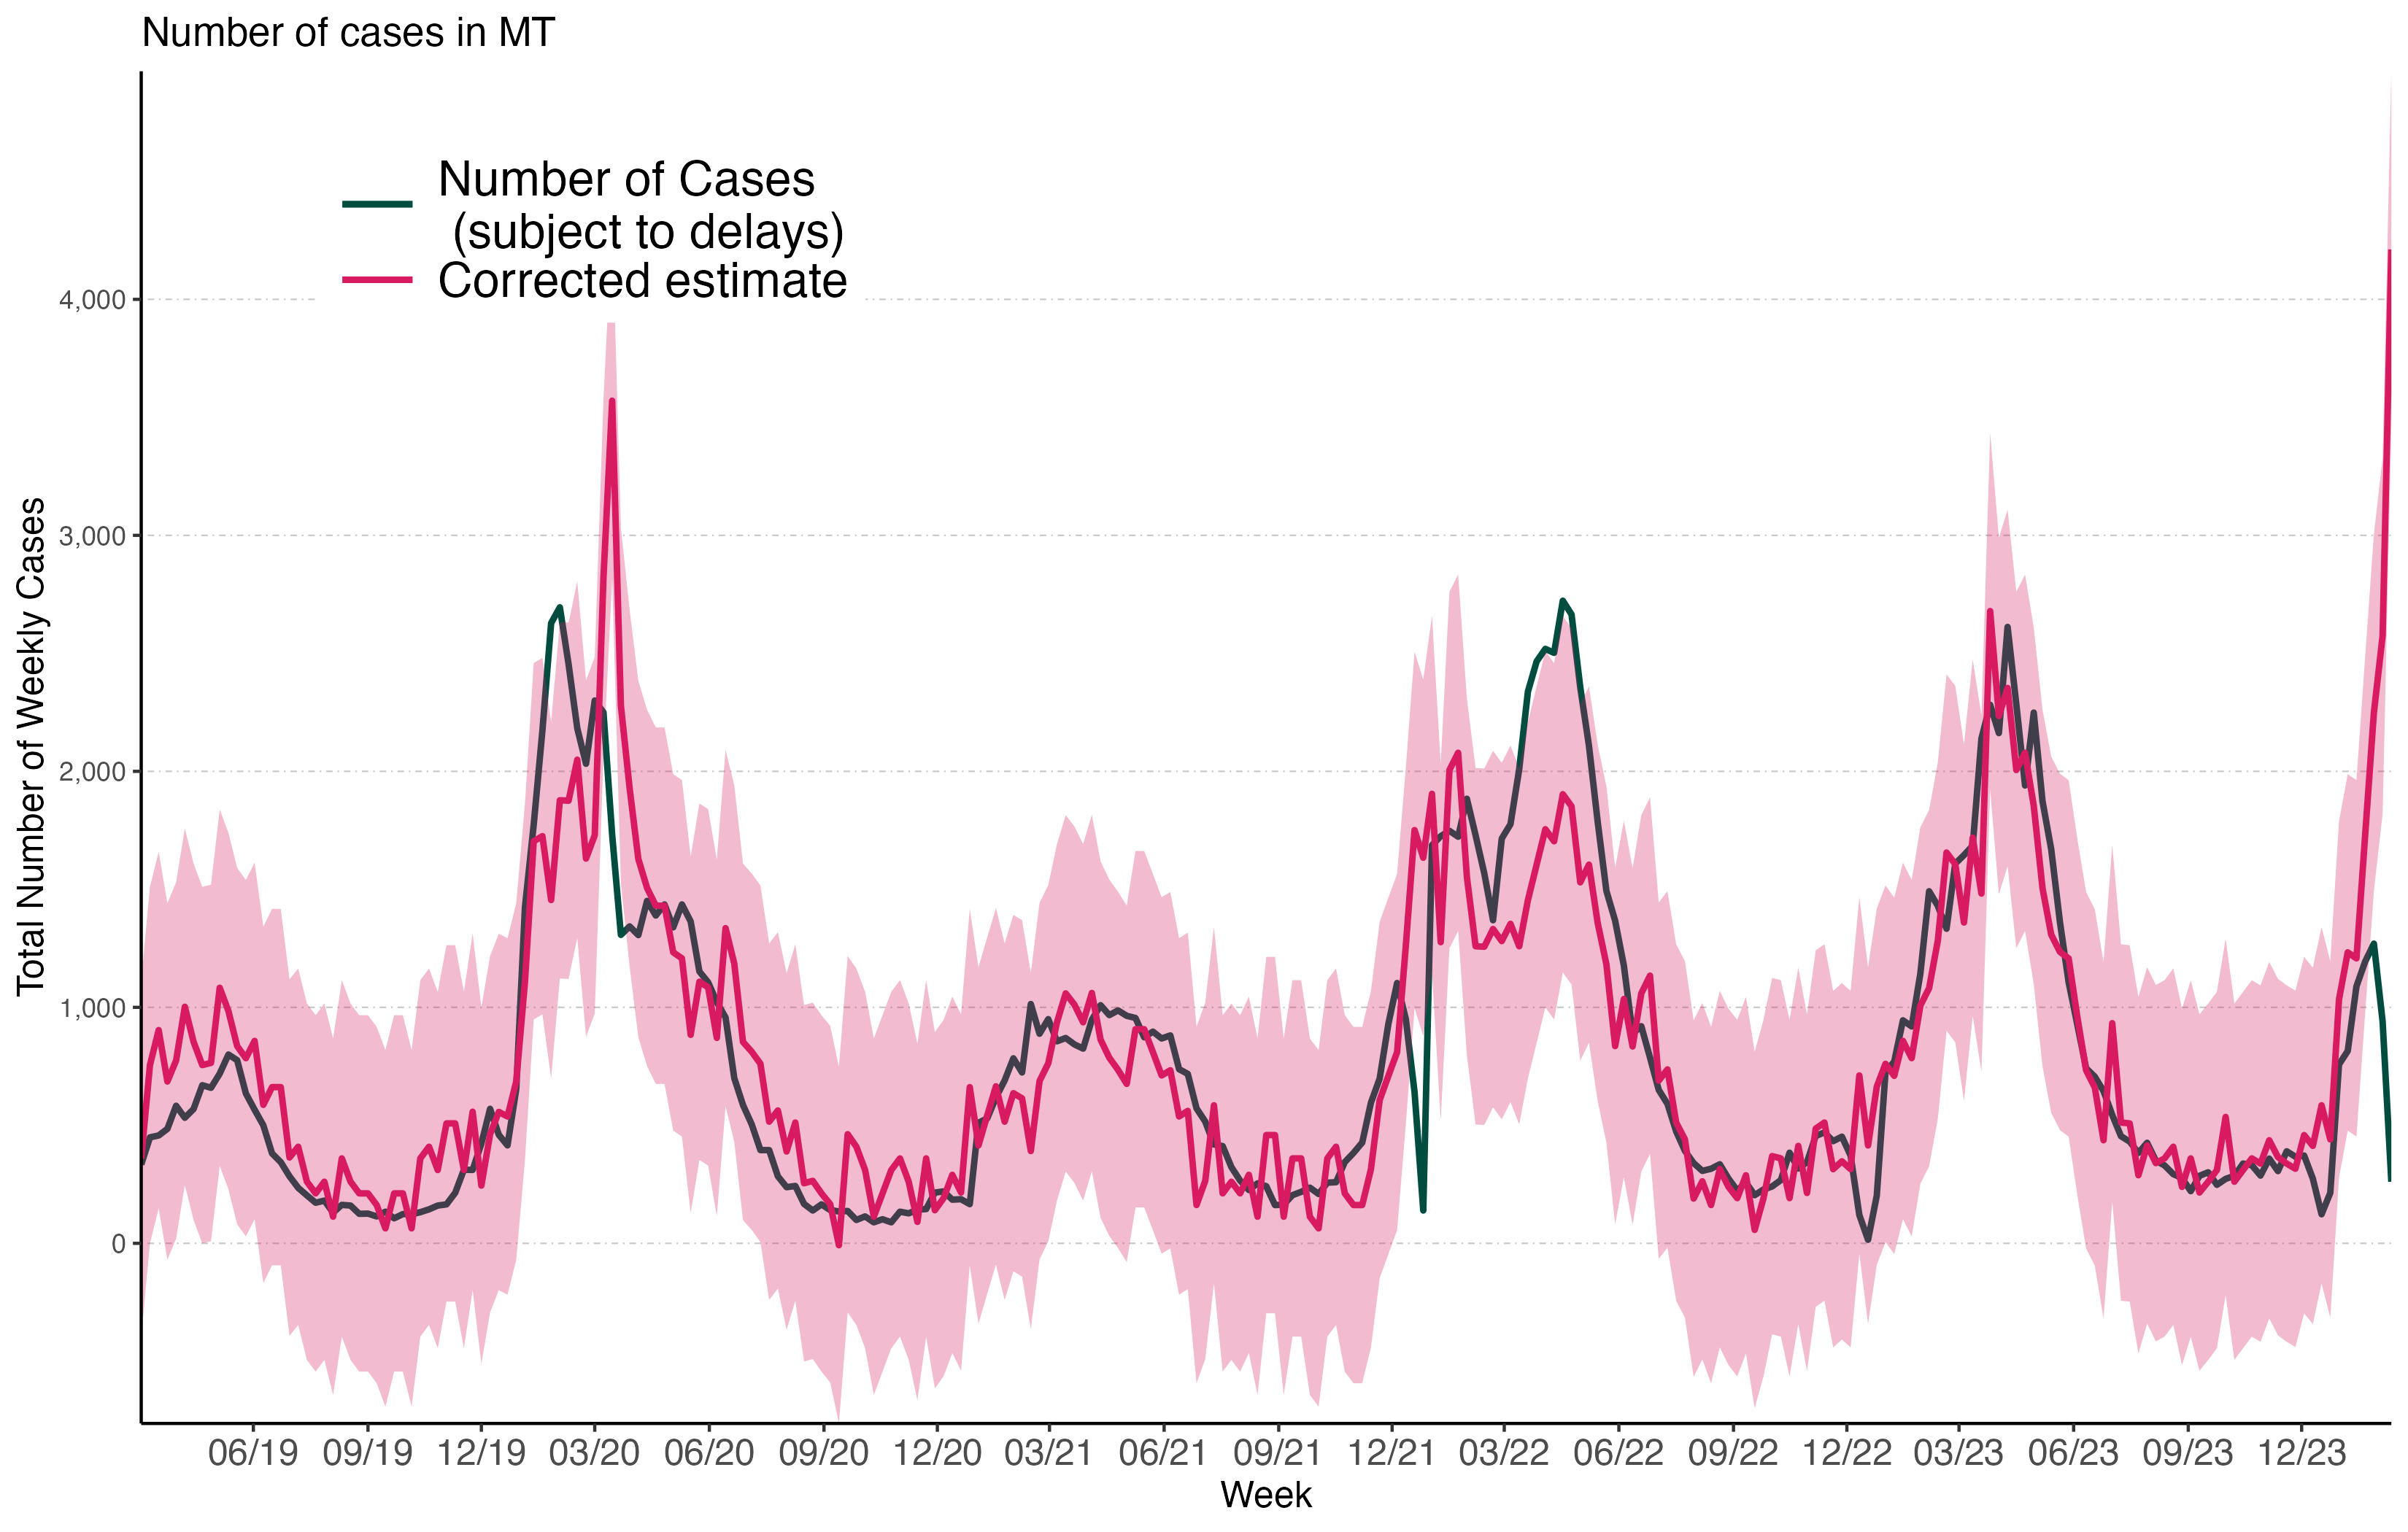 Number of cases in MT
Number of Cases
(subject to delays)
Corrected estimate
Total Number of Weekly Cases
4,000
3,000
2,000
1,000
0
06/19 09/19 12/19 03/20 06/20 09/20 12/20 03/21 06/21 09/21 12/21 03/22 06/22 09/22 12/22 03/23 06/23 09/23 12/23
Week